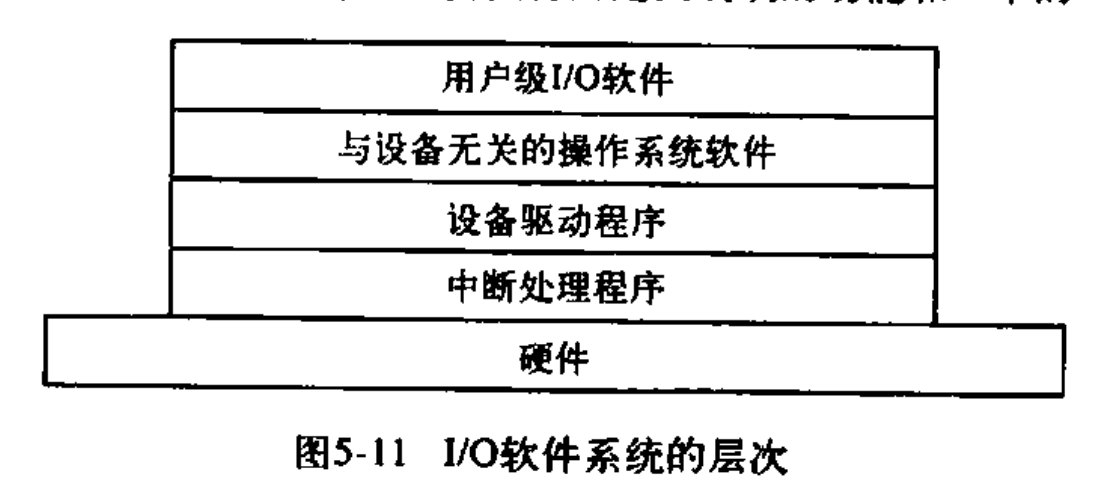 用户级I/O软件
与设备无关的操作系统软件
设备驱动程序
中断处理程序
硬件
图5-11 I/O软件系统的层次